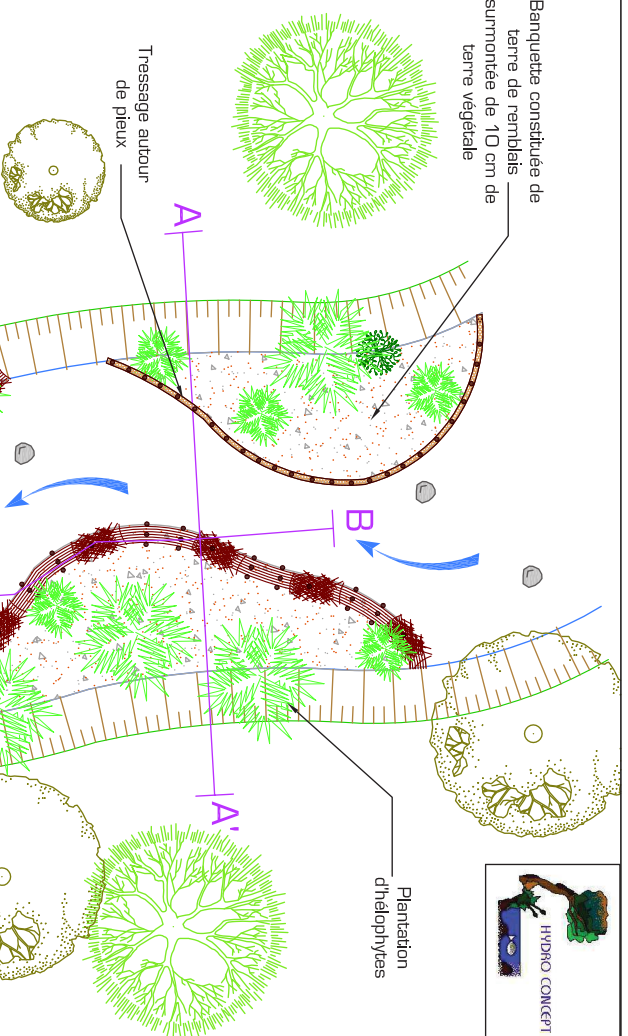 Banquette constituée de
terre de remblais
surmontée de 10 cm de
terre végétale
Tressage autour
de pieux
A
B
A'
Plantation
d'hélophytes
HYDRO CONCEPT